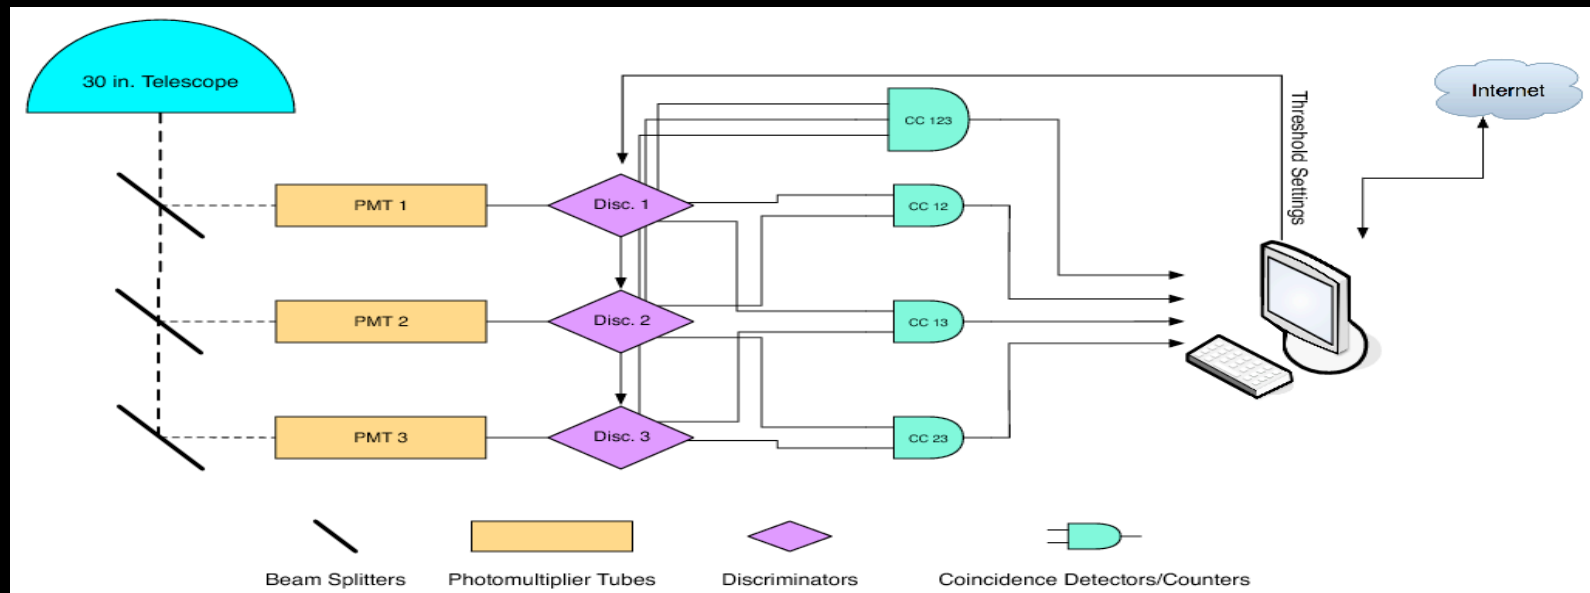 30 in. Telescope
Internet
Threshold Settings
CC 123
PMT 1
Disc. 1
CC 12
PMT 2
Disc. 2
CC 13
PMT 3
Disc. 3
CC 23
Beam Splitters
Photomultiplier Tubes
Discriminators
Coincidence Detectors/Counters